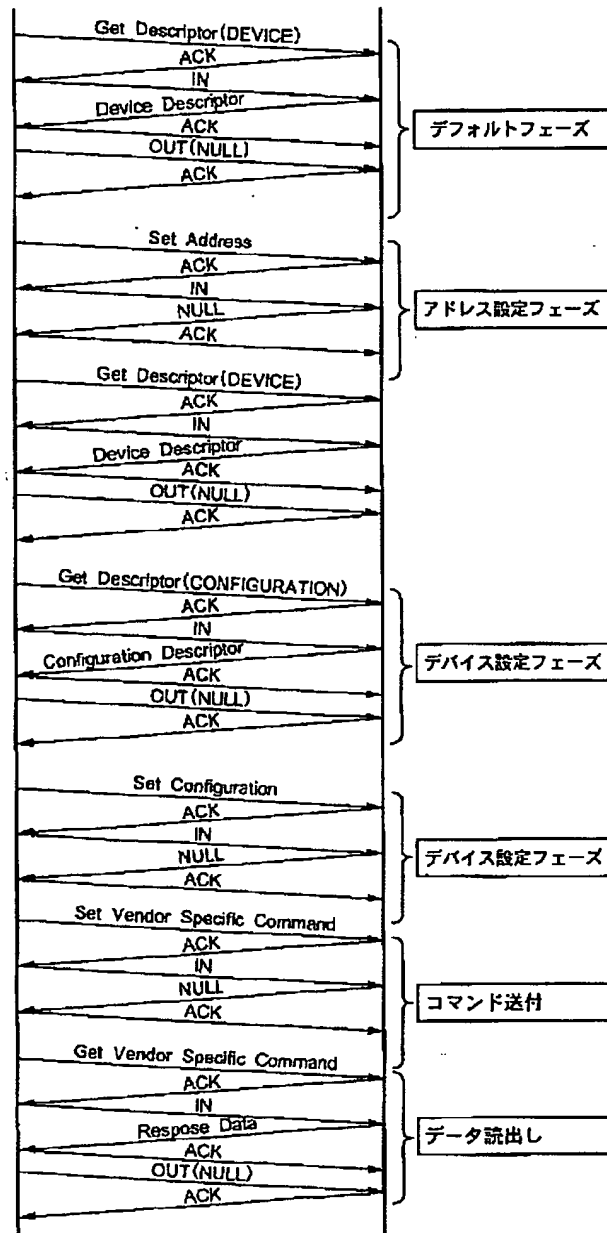 Get Descriptor(DEVICE)
ACK
IN
Device Descriptor
ACK
OUT(NULL)
ACK
デフォルトフェーズ
Set Address
ACK
IN
NULL
ACK
アドレス設定フェーズ
Get Descriptor(DEVICE)
ACK
IN
Device Descriptor
ACK
OUT(NULL)
ACK
Get Descriptor(CONFIGURATION)
ACK
IN
Configuration Descriptor
ACK
OUT(NULL)
ACK
デバイス設定フェーズ
Set Configuration
ACK
IN
NULL
ACK
デバイス設定フェーズ
Set Vendor Specific Command
ACK
IN
NULL
ACK
コマンド送付
Get Vendor Specific Command
ACK
IN
Respose Data
ACK
OUT(NULL)
ACK
データ読出し